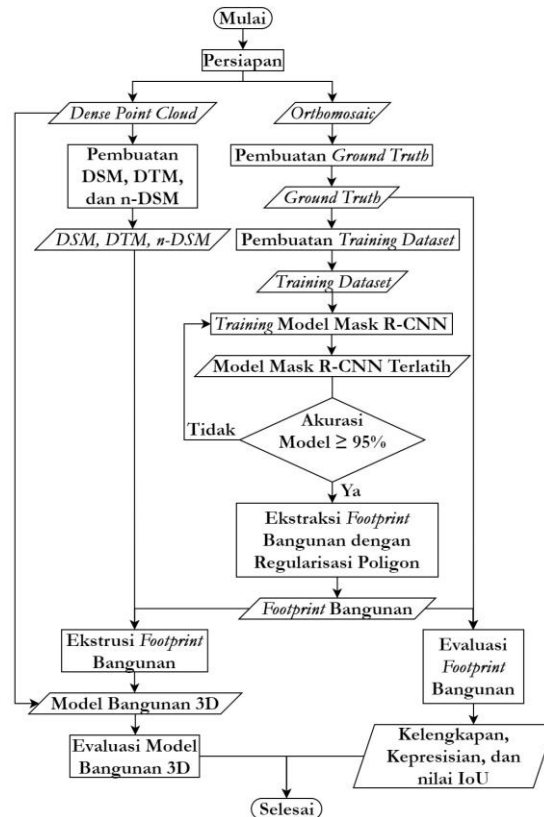 Mulai
Persiapan
Dense Point Cloud
Orthomosaic
Pembuatan
DSM, DTM,
dan n-DSM
Pembuatan Ground Truth
Ground Truth
DSM, DTM, n-DSM
Pembuatan Training Dataset
Training Dataset
Training Model Mask R-CNN
Model Mask R-CNN Terlatih
Tidak
Akurasi
Model ≥ 95%
Ya
Ekstraksi Footprint
Bangunan dengan
Regularisasi Poligon
Footprint Bangunan
Ekstrusi Footprint
Bangunan
Evaluasi
Footprint
Bangunan
Model Bangunan 3D
Evaluasi Model
Bangunan 3D
Kelengkapan,
Kepresisian, dan
nilai IoU
Selesai